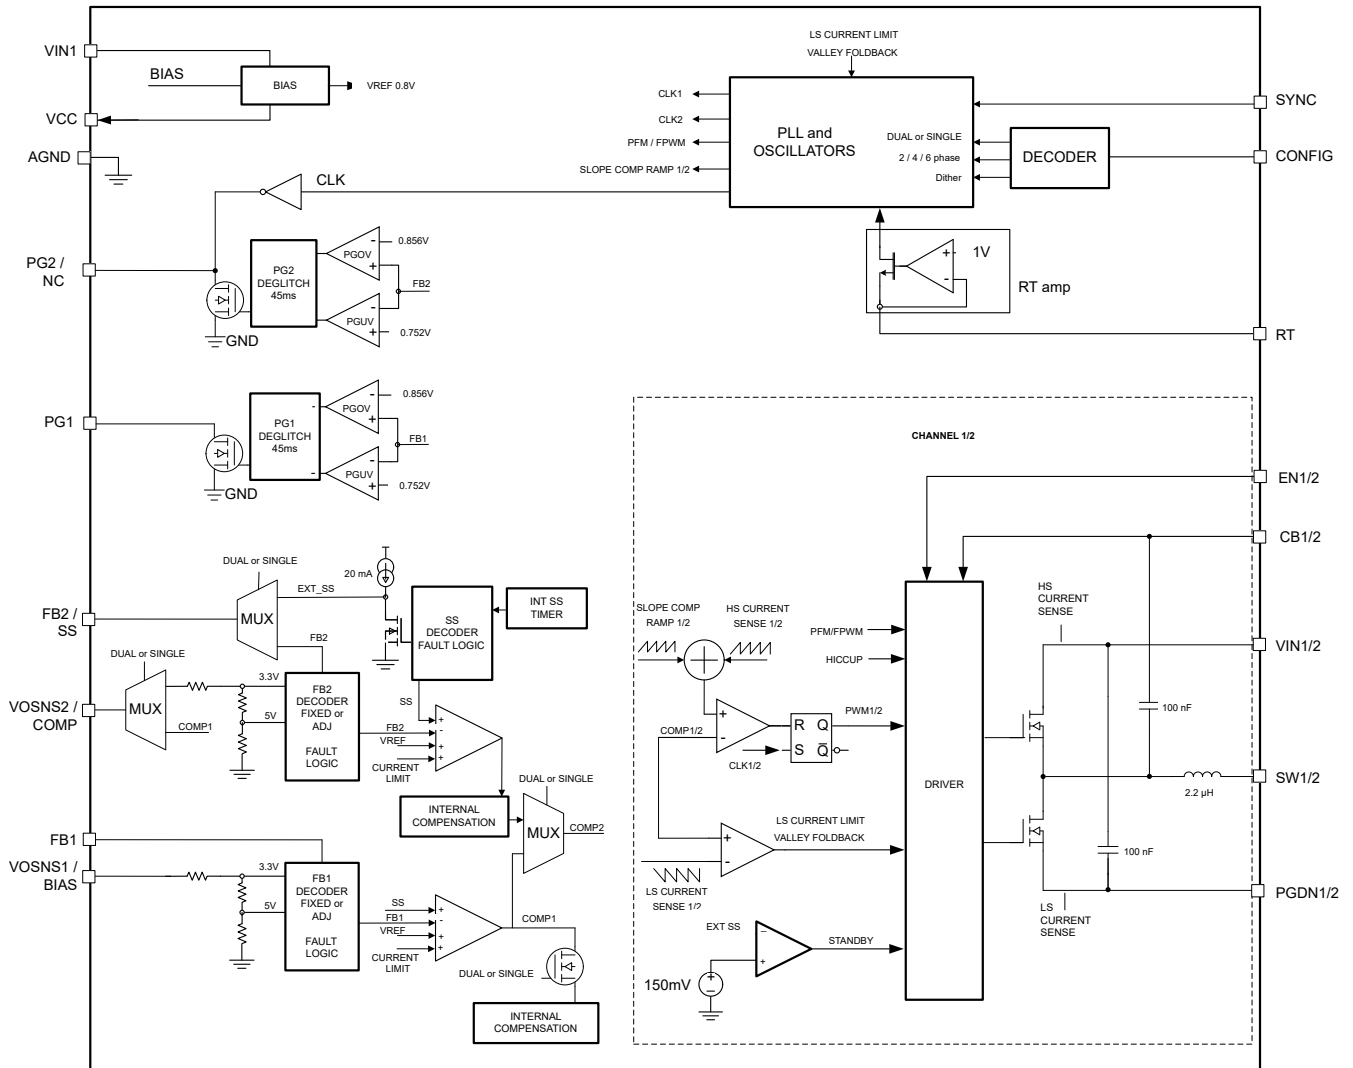 LS CURRENT LIMIT
VALLEY FOLDBACK
VIN1
BIAS
BIAS
VREF 0.8V
VCC
AGND
CLK1
CLK2
PFM / FPWM
SLOPE COMP RAMP 1/2
PLL and
OSCILLATORS
DUAL or SINGLE
2 / 4 / 6 phase
Dither
DECODER
SYNC
CONFIG
CLK
PG2 /
NC
PG2
DEGLITCH
45ms
PGOV
-
+
0.856V
FB2
PGUV
-
+
0.752V
GND
+
-
1V
RT amp
RT
PG1
PG1
DEGLITCH
45ms
-
-
PGOV
-
+
0.856V
FB1
PGUV
-
+
0.752V
GND
CHANNEL 1/2
EN1/2
CB1/2
DUAL or SINGLE
20 mA
EXT_SS
MUX
FB2 /
SS
FB2
SS
DECODER
FAULT LOGIC
INT SS
TIMER
DUAL or SINGLE
MUX
VOSNS2 /
COMP
COMP1
3.3V
5V
FB2
DECODER
FIXED or
ADJ
FAULT
LOGIC
SS
FB2
VREF
CURRENT
LIMIT
+
-
+
+
INTERNAL
COMPENSATION
DUAL or SINGLE
MUX
COMP2
FB1
VOSNS1 /
BIAS
3.3V
5V
FB1
DECODER
FIXED or
ADJ
FAULT
LOGIC
SS
FB1
VREF
CURRENT
LIMIT
+
-
+
+
COMP1
DUAL or SINGLE
INTERNAL
COMPENSATION
SLOPE COMP
RAMP 1/2
HS CURRENT
SENSE 1/2
PFM/FPWM
HICCUP
COMP1/2
+
-
R Q
S Q̅
CLK1/2
PWM1/2
LS CURRENT LIMIT
VALLEY FOLDBACK
+
-
LS CURRENT
SENSE 1/2
EXT SS
−
+
STANDBY
150mV
+
−
DRIVER
HS
CURRENT
SENSE
VIN1/2
100 nF
SW1/2
2.2 µH
100 nF
PGDN1/2
LS
CURRENT
SENSE